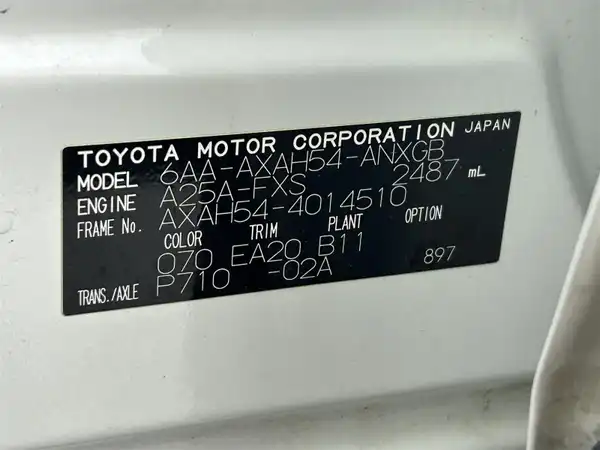 TOYOTA MOTOR CORPORATION JAPAN
MODEL 6AA-AXAH54-ANXGB
ENGINE A25A-FXS 2487 mL
FRAME No. AXAH54-4014510
COLOR TRIM PLANT OPTION
070 EA20 B11
TRANS./AXLE P710 -02A 897